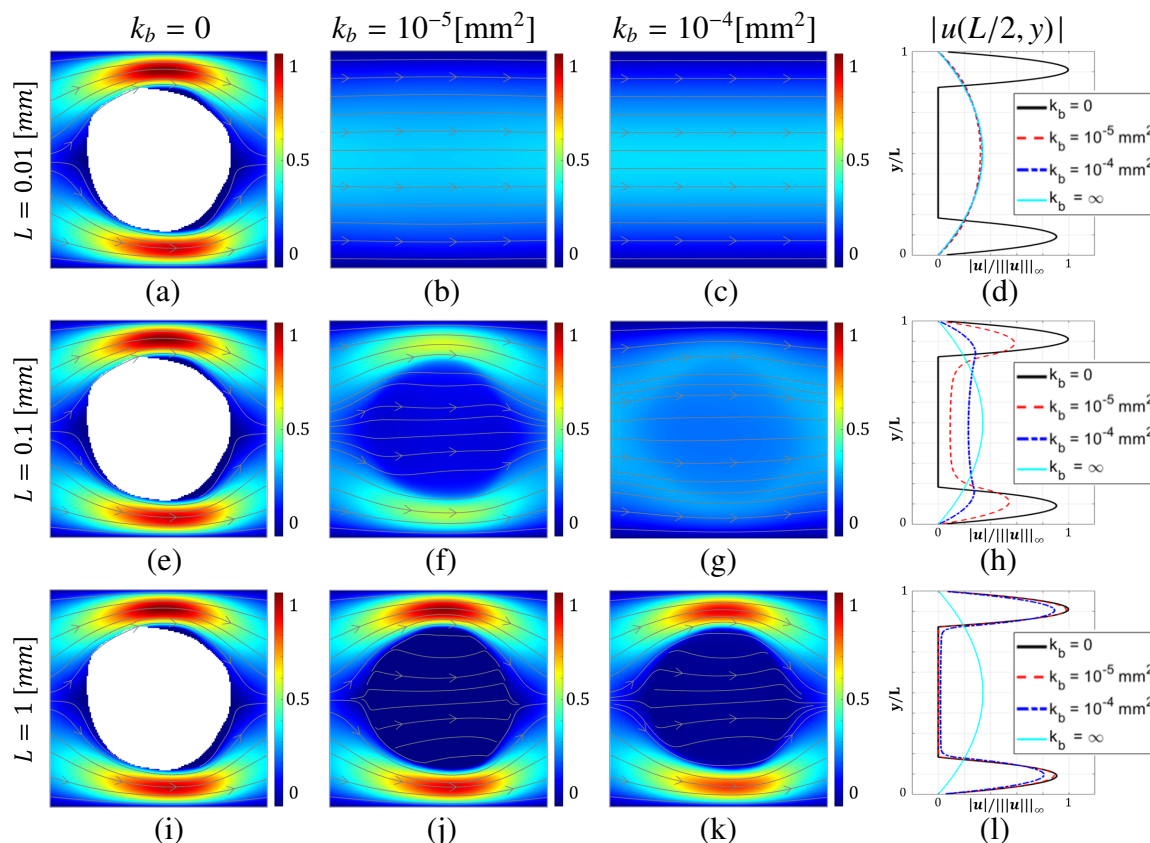 k_b = 0
k_b = 10^-5 [mm^2]
k_b = 10^-4 [mm^2]
|u(L/2, y)|
L = 0.01 [mm]
1
0.5
0
1
0.5
0
1
0.5
0
1
y/L
0
k_b = 0
k_b = 10^-5 mm^2
k_b = 10^-4 mm^2
k_b = ∞
0
1
|u|/|||u|||_∞
(a)
(b)
(c)
(d)
L = 0.1 [mm]
1
0.5
0
1
0.5
0
1
0.5
0
1
y/L
0
k_b = 0
k_b = 10^-5 mm^2
k_b = 10^-4 mm^2
k_b = ∞
0
1
|u|/|||u|||_∞
(e)
(f)
(g)
(h)
L = 1 [mm]
1
0.5
0
1
0.5
0
1
0.5
0
1
y/L
0
k_b = 0
k_b = 10^-5 mm^2
k_b = 10^-4 mm^2
k_b = ∞
0
1
|u|/|||u|||_∞
(i)
(j)
(k)
(l)